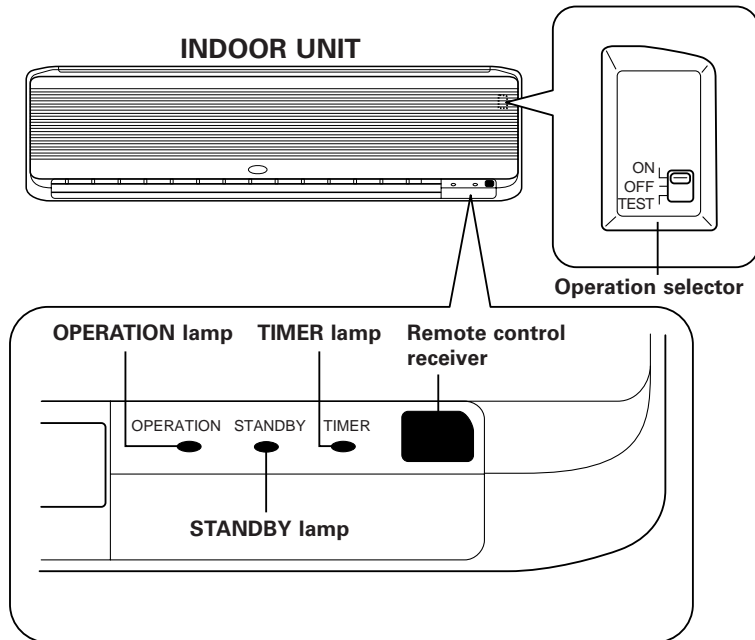 INDOOR UNIT
ON
OFF
TEST
Operation selector
OPERATION lamp
TIMER lamp
Remote control
receiver
OPERATION
STANDBY
TIMER
STANDBY lamp